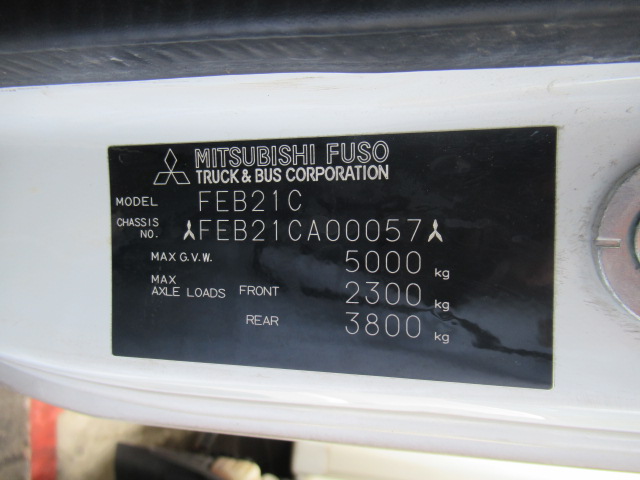 MITSUBISHI FUSO
TRUCK & BUS CORPORATION
MODEL FEB21C
CHASSIS NO. FEB21CA00057
MAX G.V.W. 5000 kg
MAX AXLE LOADS FRONT 2300 kg
REAR 3800 kg